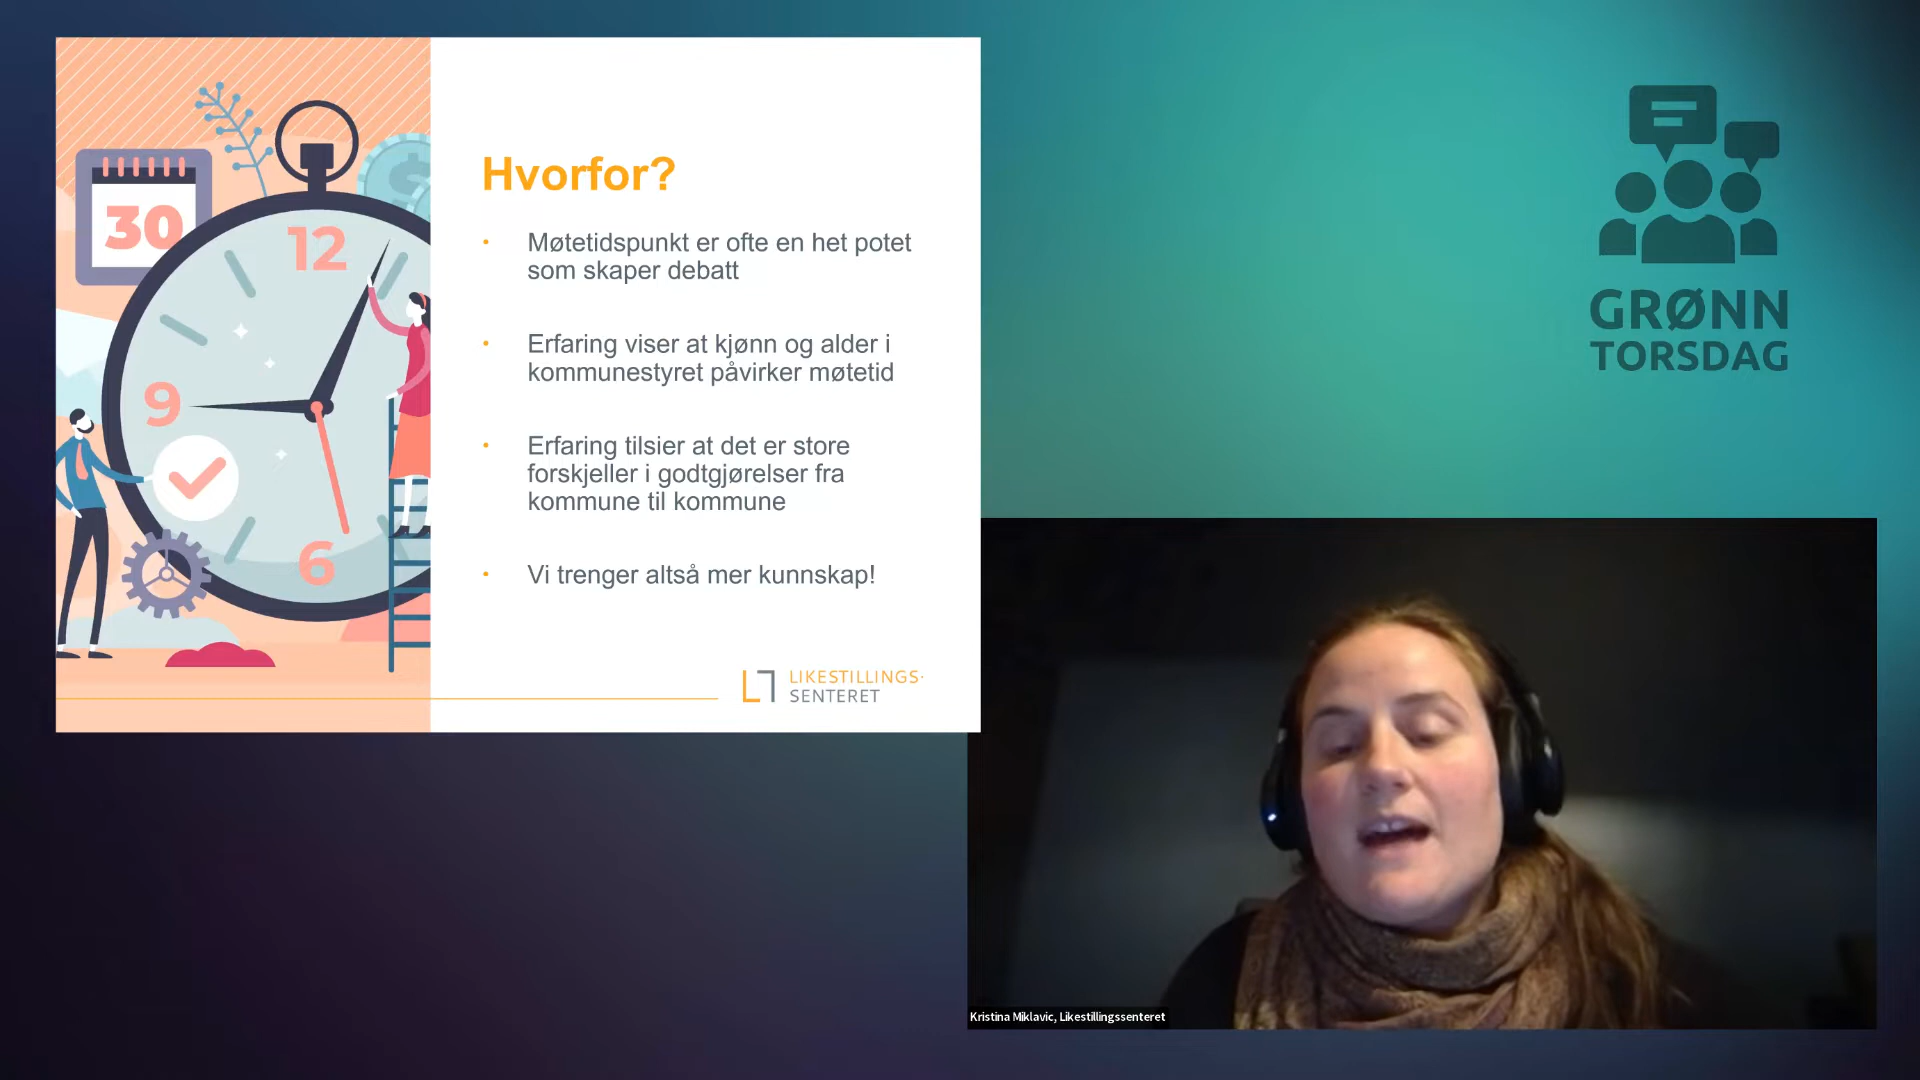 30
12
9
6
Hvorfor?
• Møtetidspunkt er ofte en het potet
som skaper debatt
• Erfaring viser at kjønn og alder i
kommunestyret påvirker møtetid
• Erfaring tilsier at det er store
forskjeller i godtgjørelser fra
kommune til kommune
• Vi trenger altså mer kunnskap!
LIKESTILLINGS-
SENTERET
GRØNN
TORSDAG
Kristina Miklavic, Likestillingssenteret